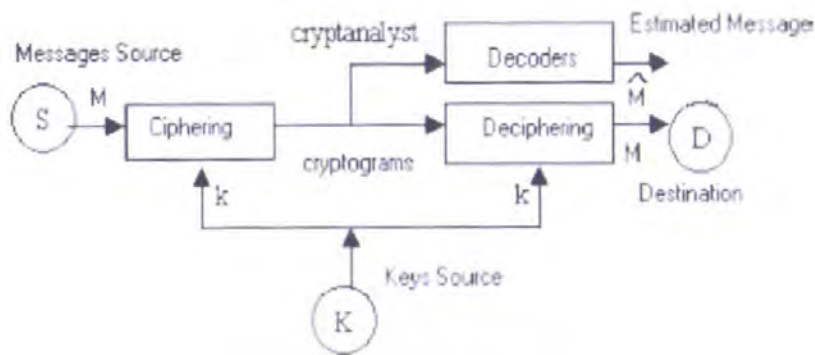 cryptanalyst
Estimated Message
Messages Source
Decoders
M
M̂
S
Ciphering
Deciphering
D
cryptograms
M
k
k
Destination
Keys Source
K